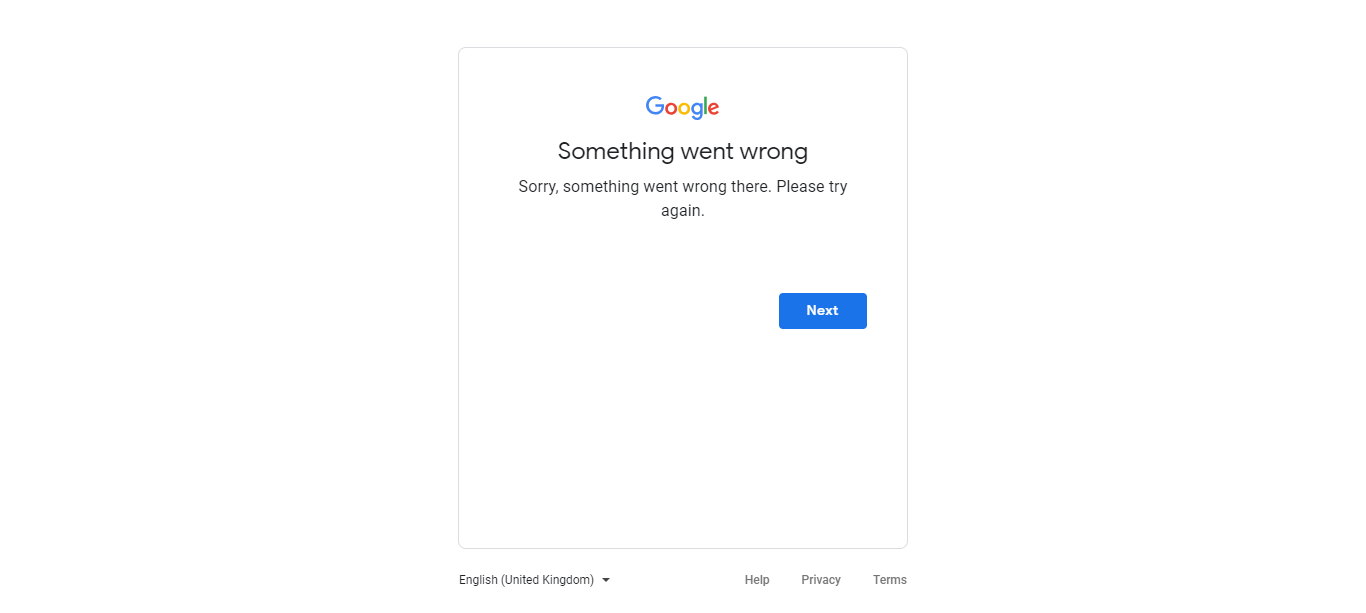 Google
Something went wrong
Sorry, something went wrong there. Please try
again.
Next
English (United Kingdom)
Help
Privacy
Terms